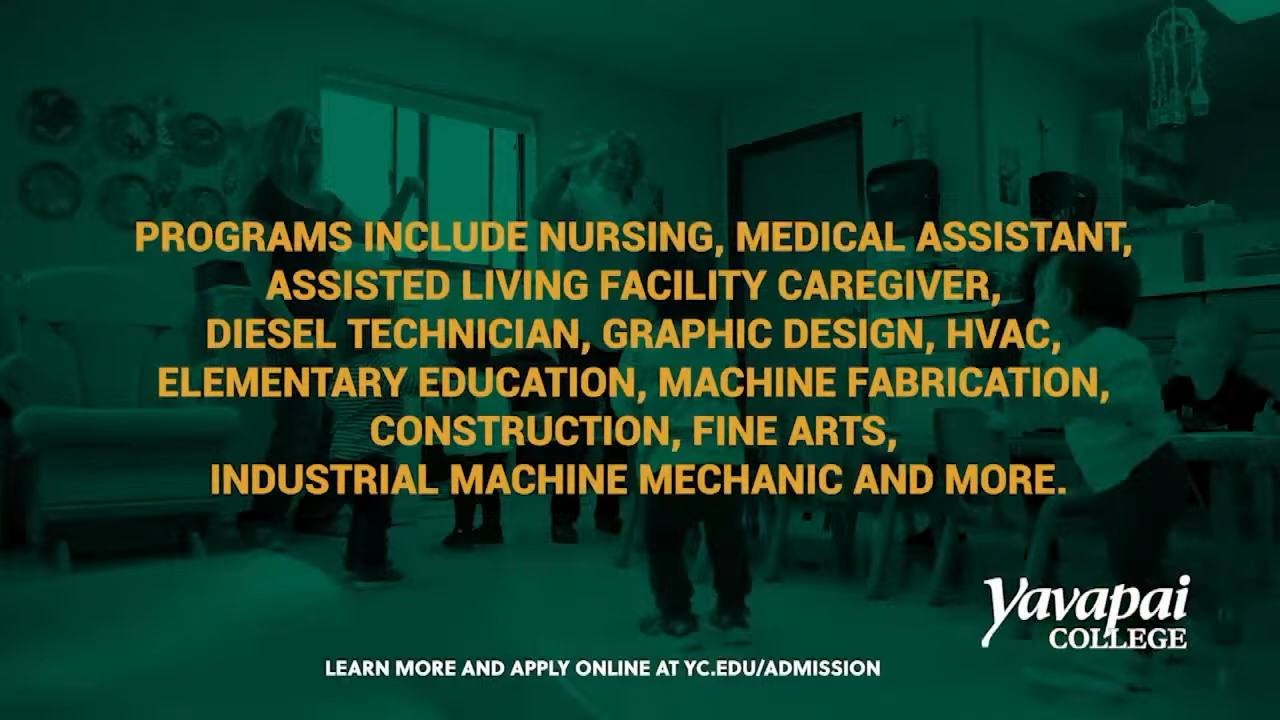 PROGRAMS INCLUDE NURSING, MEDICAL ASSISTANT,
ASSISTED LIVING FACILITY CAREGIVER,
DIESEL TECHNICIAN, GRAPHIC DESIGN, HVAC,
ELEMENTARY EDUCATION, MACHINE FABRICATION,
CONSTRUCTION, FINE ARTS,
INDUSTRIAL MACHINE MECHANIC AND MORE.
Yavapai
COLLEGE
LEARN MORE AND APPLY ONLINE AT YC.EDU/ADMISSION